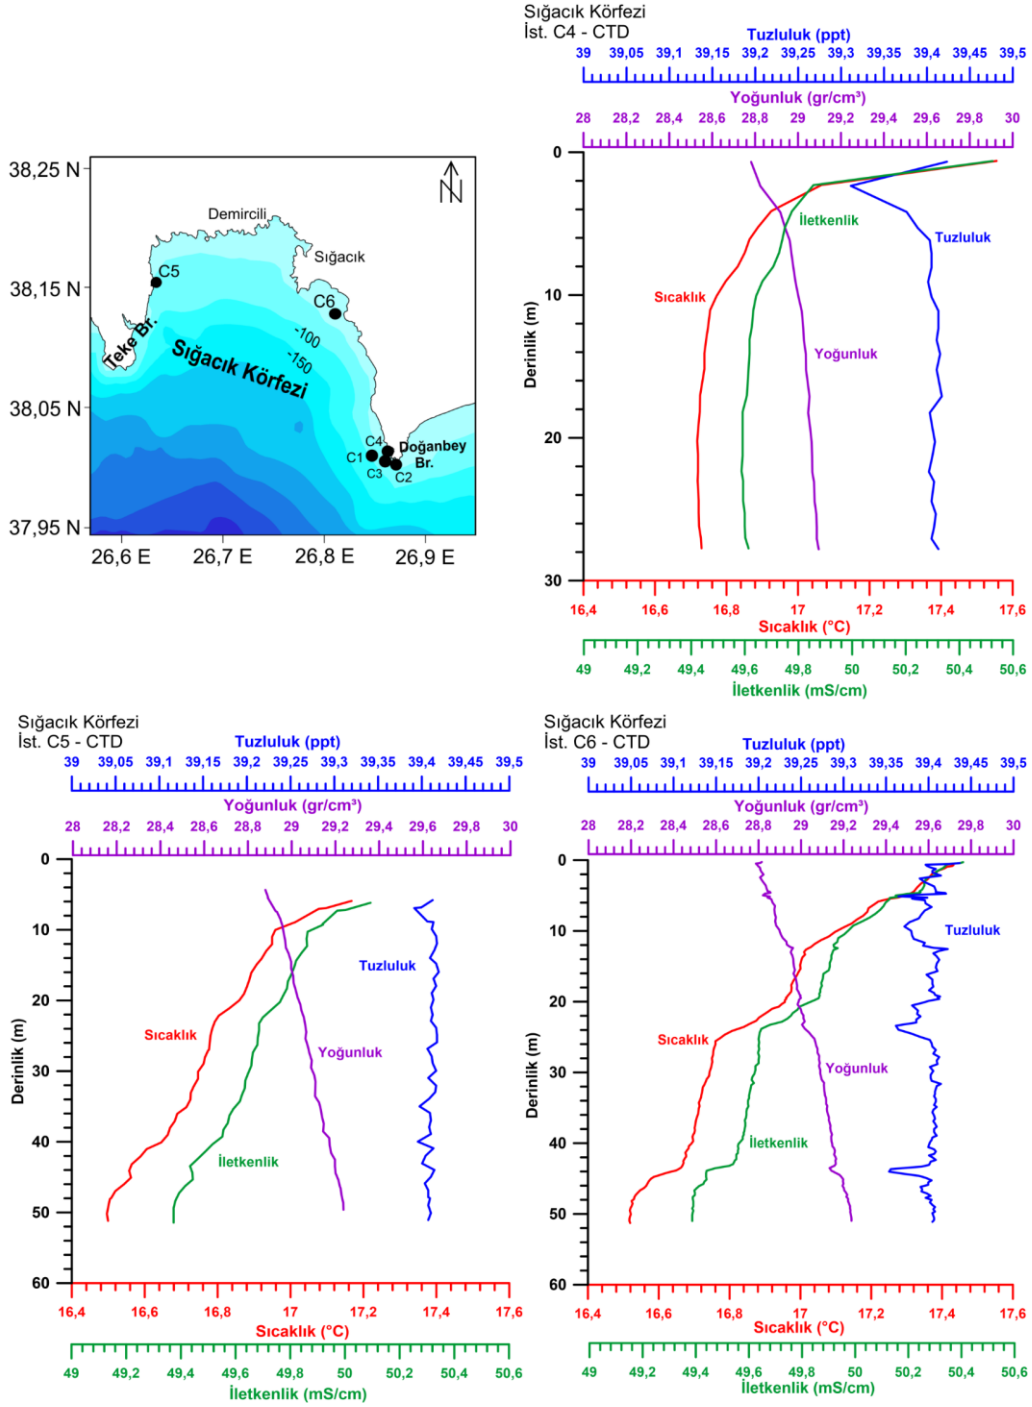 Sığacık Körfezi
İst. C4 - CTD
Tuzluluk (ppt)
39 39,05 39,1 39,15 39,2 39,25 39,3 39,35 39,4 39,45 39,5
Yoğunluk (gr/cm³)
28 28,2 28,4 28,6 28,8 29 29,2 29,4 29,6 29,8 30
0
10
20
30
Derinlik (m)
İletkenlik
Tuzluluk
Sıcaklık
Yoğunluk
16,4 16,6 16,8 17 17,2 17,4 17,6
Sıcaklık (°C)
49 49,2 49,4 49,6 49,8 50 50,2 50,4 50,6
İletkenlik (mS/cm)
38,25 N
38,15 N
38,05 N
37,95 N
26,6 E 26,7 E 26,8 E 26,9 E
N
Demircili
Sığacık
C5
C6
Teke Br.
-100
-150
Sığacık Körfezi
C4
C1
C3
C2
Doğanbey
Br.
Sığacık Körfezi
İst. C5 - CTD
Tuzluluk (ppt)
39 39,05 39,1 39,15 39,2 39,25 39,3 39,35 39,4 39,45 39,5
Yoğunluk (gr/cm³)
28 28,2 28,4 28,6 28,8 29 29,2 29,4 29,6 29,8 30
0
10
20
30
40
50
60
Derinlik (m)
Tuzluluk
Sıcaklık
Yoğunluk
İletkenlik
16,4 16,6 16,8 17 17,2 17,4 17,6
Sıcaklık (°C)
49 49,2 49,4 49,6 49,8 50 50,2 50,4 50,6
İletkenlik (mS/cm)
Sığacık Körfezi
İst. C6 - CTD
Tuzluluk (ppt)
39 39,05 39,1 39,15 39,2 39,25 39,3 39,35 39,4 39,45 39,5
Yoğunluk (gr/cm³)
28 28,2 28,4 28,6 28,8 29 29,2 29,4 29,6 29,8 30
0
10
20
30
40
50
60
Derinlik (m)
Tuzluluk
Sıcaklık
Yoğunluk
İletkenlik
16,4 16,6 16,8 17 17,2 17,4 17,6
Sıcaklık (°C)
49 49,2 49,4 49,6 49,8 50 50,2 50,4 50,6
İletkenlik (mS/cm)